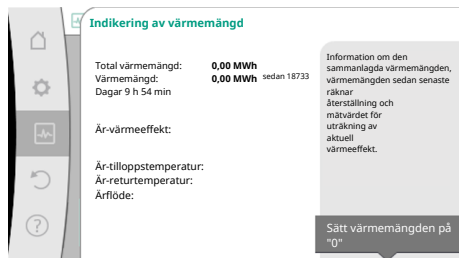 Indikering av värmemängd
Total värmemängd: 0,00 MWh
Värmemängd: 0,00 MWh sedan 18733
Dagar 9 h 54 min
Är-värmeeffekt:
Är-tilloppstemperatur:
Är-returtemperatur:
Ärflöde:
Information om den
sammanlagda värmemängden,
värmemängden sedan senaste
räknar
återställning och
mätvärdet för
uträkning av
aktuell
värmeeffekt.
Sätt värmemängden på
"0"